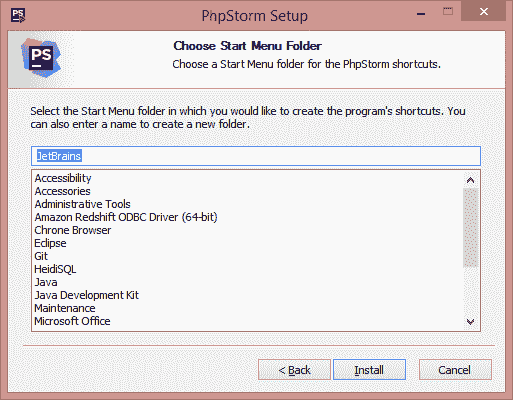 PS
PhpStorm Setup
PS
Choose Start Menu Folder
Choose a Start Menu folder for the PhpStorm shortcuts.
Select the Start Menu folder in which you would like to create the program's shortcuts. You
can also enter a name to create a new folder.
JetBrains
Accessibility
Accessories
Administrative Tools
Amazon Redshift ODBC Driver (64-bit)
Chrone Browser
Eclipse
Git
HeidiSQL
Java
Java Development Kit
Maintenance
Microsoft Office
< Back
Install
Cancel